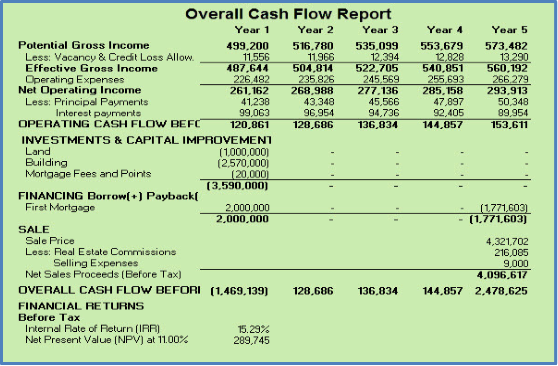 Overall Cash Flow Report
Year 1 Year 2 Year 3 Year 4 Year 5
Potential Gross Income 499,200 516,780 535,099 553,679 573,482
Less: Vacancy & Credit Loss Allow. 11,556 11,966 12,394 12,828 13,290
Effective Gross Income 487,644 504,814 522,705 540,851 560,192
Operating Expenses 226,482 235,826 245,569 255,693 266,279
Net Operating Income 261,162 268,988 277,136 285,158 293,913
Less: Principal Payments 41,238 43,348 45,566 47,897 50,348
Interest payments 99,063 96,954 94,736 92,405 89,954
OPERATING CASH FLOW BEFC 120,861 128,686 136,834 144,857 153,611
INVESTMENTS & CAPITAL IMPROVEMENT
Land (1,000,000) - - - -
Building (2,570,000) - - - -
Mortgage Fees and Points (20,000) - - - -
(3,590,000) - - - -
FINANCING Borrow(+) Payback(
First Mortgage 2,000,000 - - - (1,771,603)
2,000,000 - - - (1,771,603)
SALE
Sale Price 4,321,702
Less: Real Estate Commissions 216,085
Selling Expenses 9,000
Net Sales Proceeds (Before Tax) 4,096,617
OVERALL CASH FLOW BEFORI (1,469,139) 128,686 136,834 144,857 2,478,625
FINANCIAL RETURNS
Before Tax
Internal Rate of Return (IRR) 15.29%
Net Present Value (NPV) at 11.00% 289,745